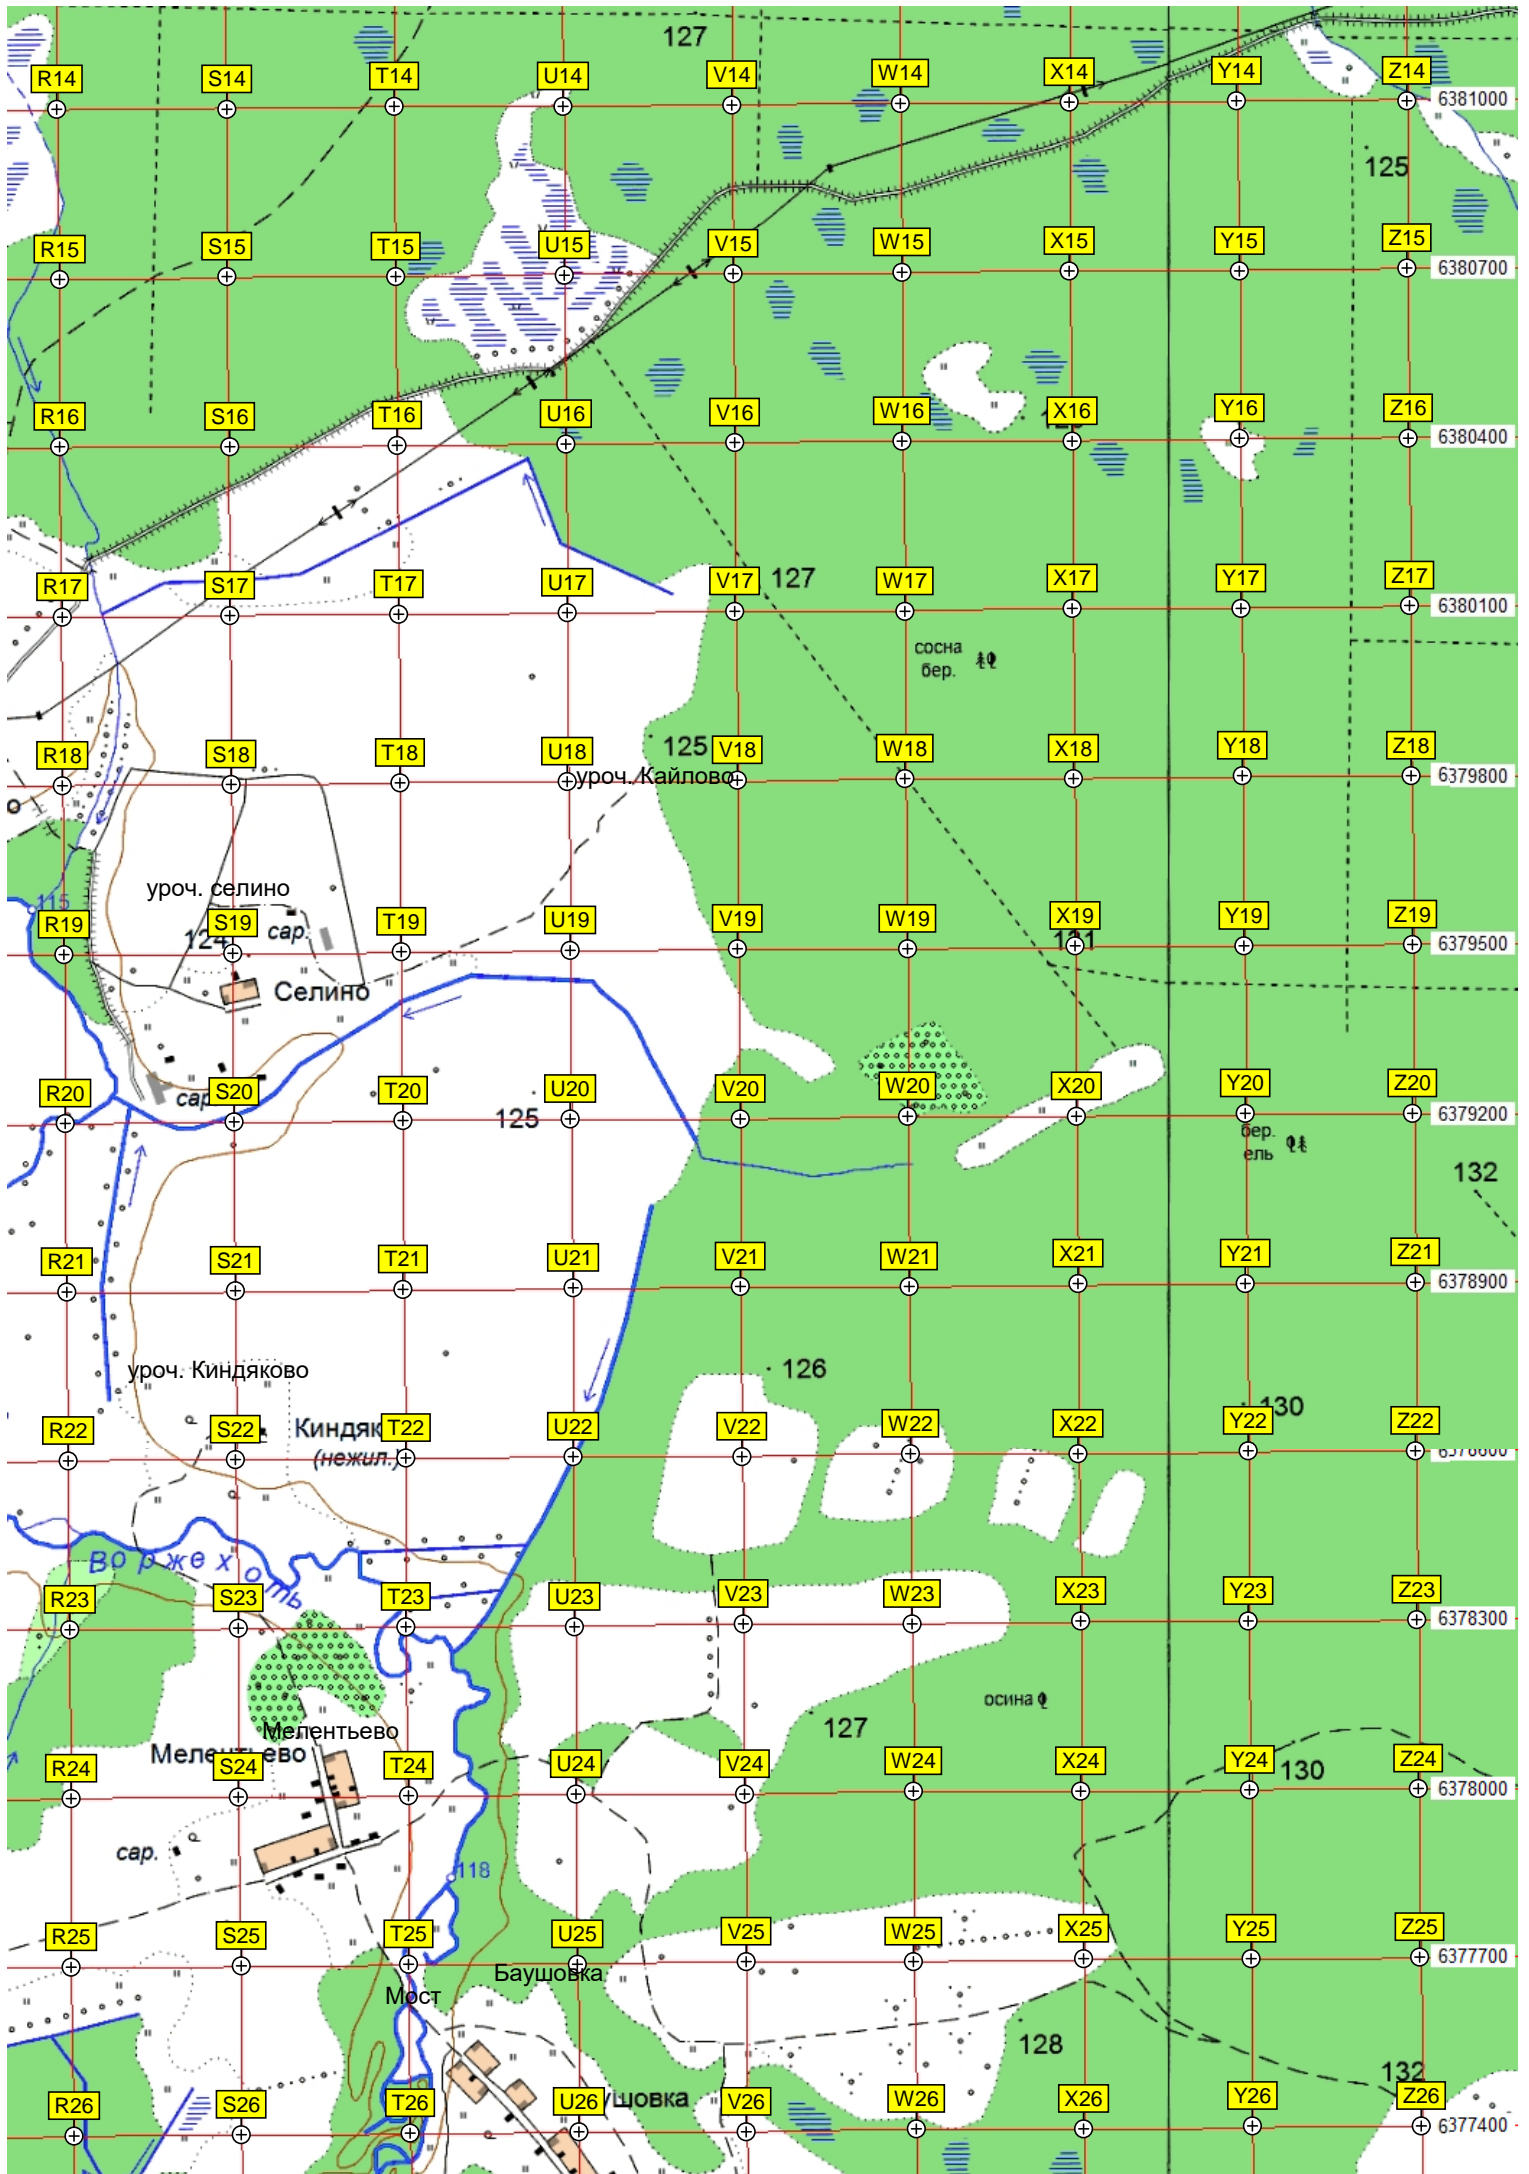 127
R14 S14 T14 U14 V14 W14 X14 Y14 Z14
6381000
125
R15 S15 T15 U15 V15 W15 X15 Y15 Z15
6380700
R16 S16 T16 U16 V16 W16 X16 Y16 Z16
6380400
R17 S17 T17 U17 V17 127 W17 X17 Y17 Z17
6380100
сосна
бер.
R18 S18 T18 U18 125 V18 W18 X18 Y18 Z18
уроч. Кайлово
6379800
о
уроч. селино
115
R19 124 S19 сар. T19 U19 V19 W19 X19 Y19 Z19
131
6379500
Селино
R20 сар. S20 T20 U20 V20 W20 X20 Y20 Z20
125
6379200
бер.
ель
132
R21 S21 T21 U21 V21 W21 X21 Y21 Z21
6378900
уроч. Киндяково
126
R22 S22 T22 U22 V22 W22 X22 Y22 130 Z22
(нежил.)
6378600
Воржехоть
R23 S23 T23 U23 V23 W23 X23 Y23 Z23
6378300
осина
Мелентьево
127
Мелентьево
R24 S24 T24 U24 V24 W24 X24 Y24 130 Z24
6378000
сар.
118
R25 S25 T25 U25 V25 W25 X25 Y25 Z25
6377700
Баушовка
Мост
128
132
R26 S26 T26 U26 ушовка V26 W26 X26 Y26 Z26
6377400